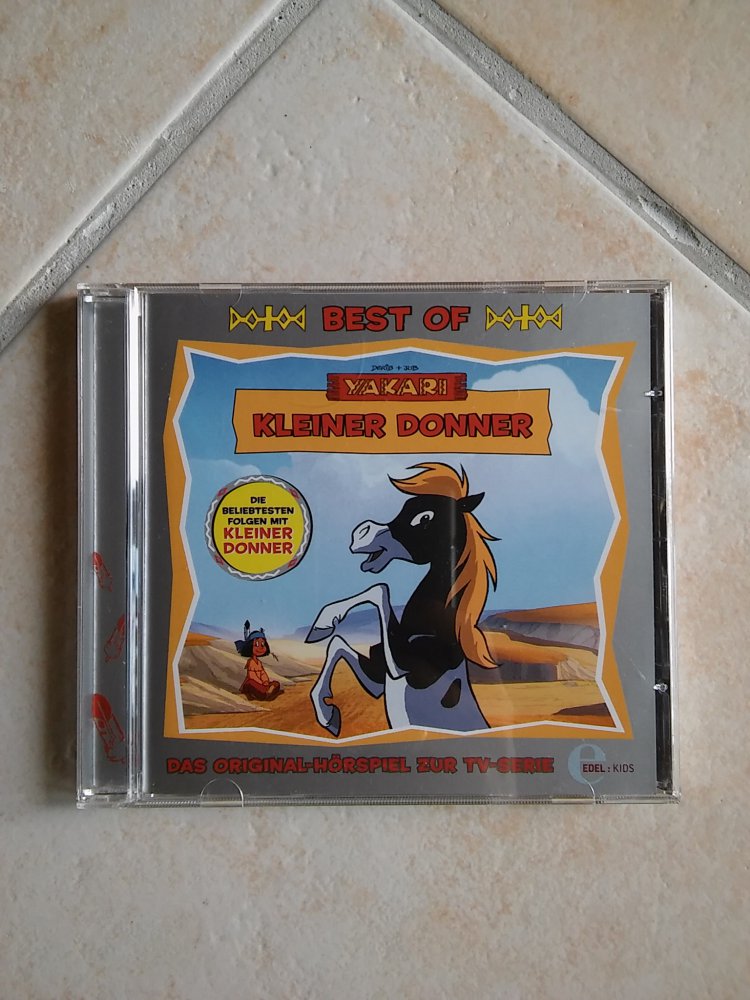 BEST OF
DERIB + JOB
YAKARI
KLEINER DONNER
DIE
BELIEBTESTEN
FOLGEN MIT
KLEINER
DONNER
DAS ORIGINAL-HÖRSPIEL ZUR TV-SERIE
e
EDEL:KIDS